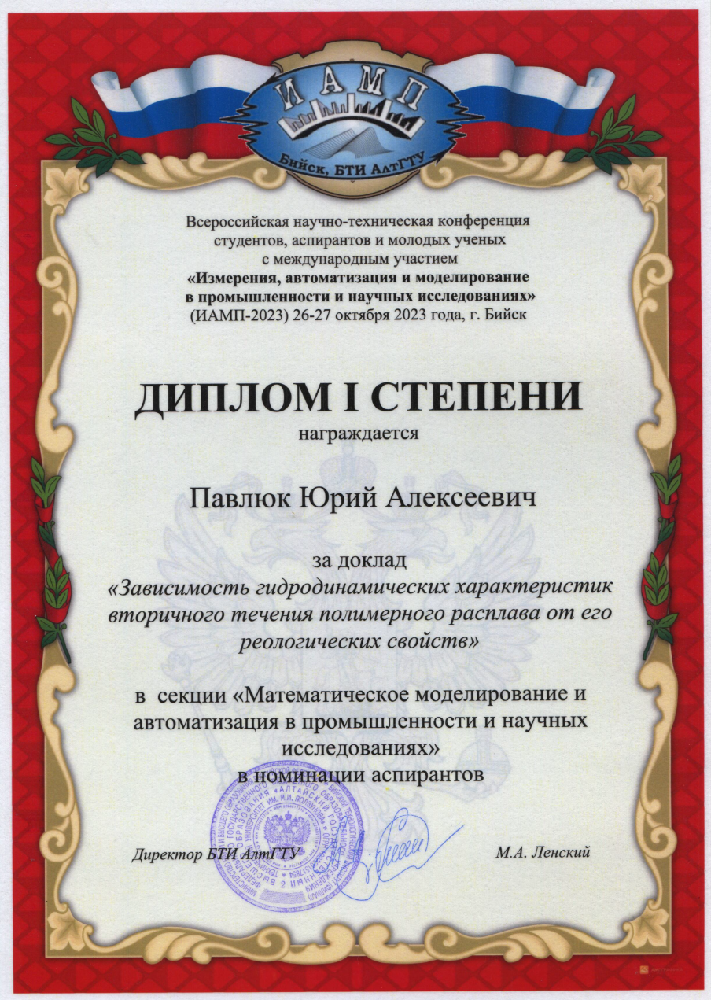 ИАМП
Бийск, БТИ АлтГТУ
Всероссийская научно-техническая конференция
студентов, аспирантов и молодых ученых
с международным участием
«Измерения, автоматизация и моделирование
в промышленности и научных исследованиях»
(ИАМП-2023) 26-27 октября 2023 года, г. Бийск
ДИПЛОМ I СТЕПЕНИ
награждается
Павлюк Юрий Алексеевич
за доклад
«Зависимость гидродинамических характеристик
вторичного течения полимерного расплава от его
реологических свойств»
в секции «Математическое моделирование и
автоматизация в промышленности и научных
исследованиях»
в номинации аспирантов
Директор БТИ АлтГТУ
М.А. Ленский